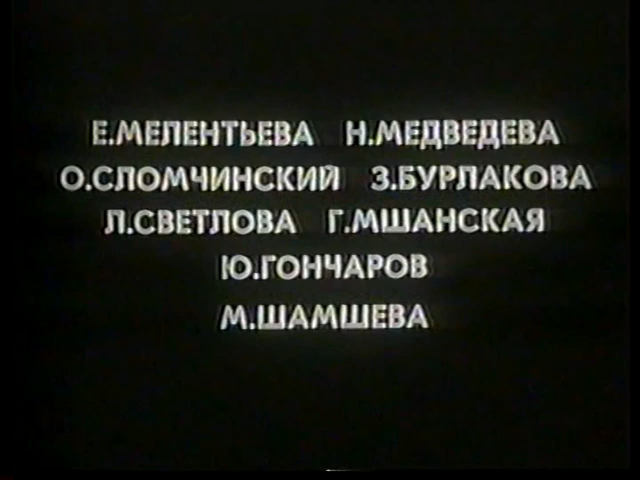 Е.МЕЛЕНТЬЕВА Н.МЕДВЕДЕВА
О.СЛОМЧИНСКИЙ З.БУРЛАКОВА
Л.СВЕТЛОВА Г.МШАНСКАЯ
Ю.ГОНЧАРОВ
М.ШАМШЕВА